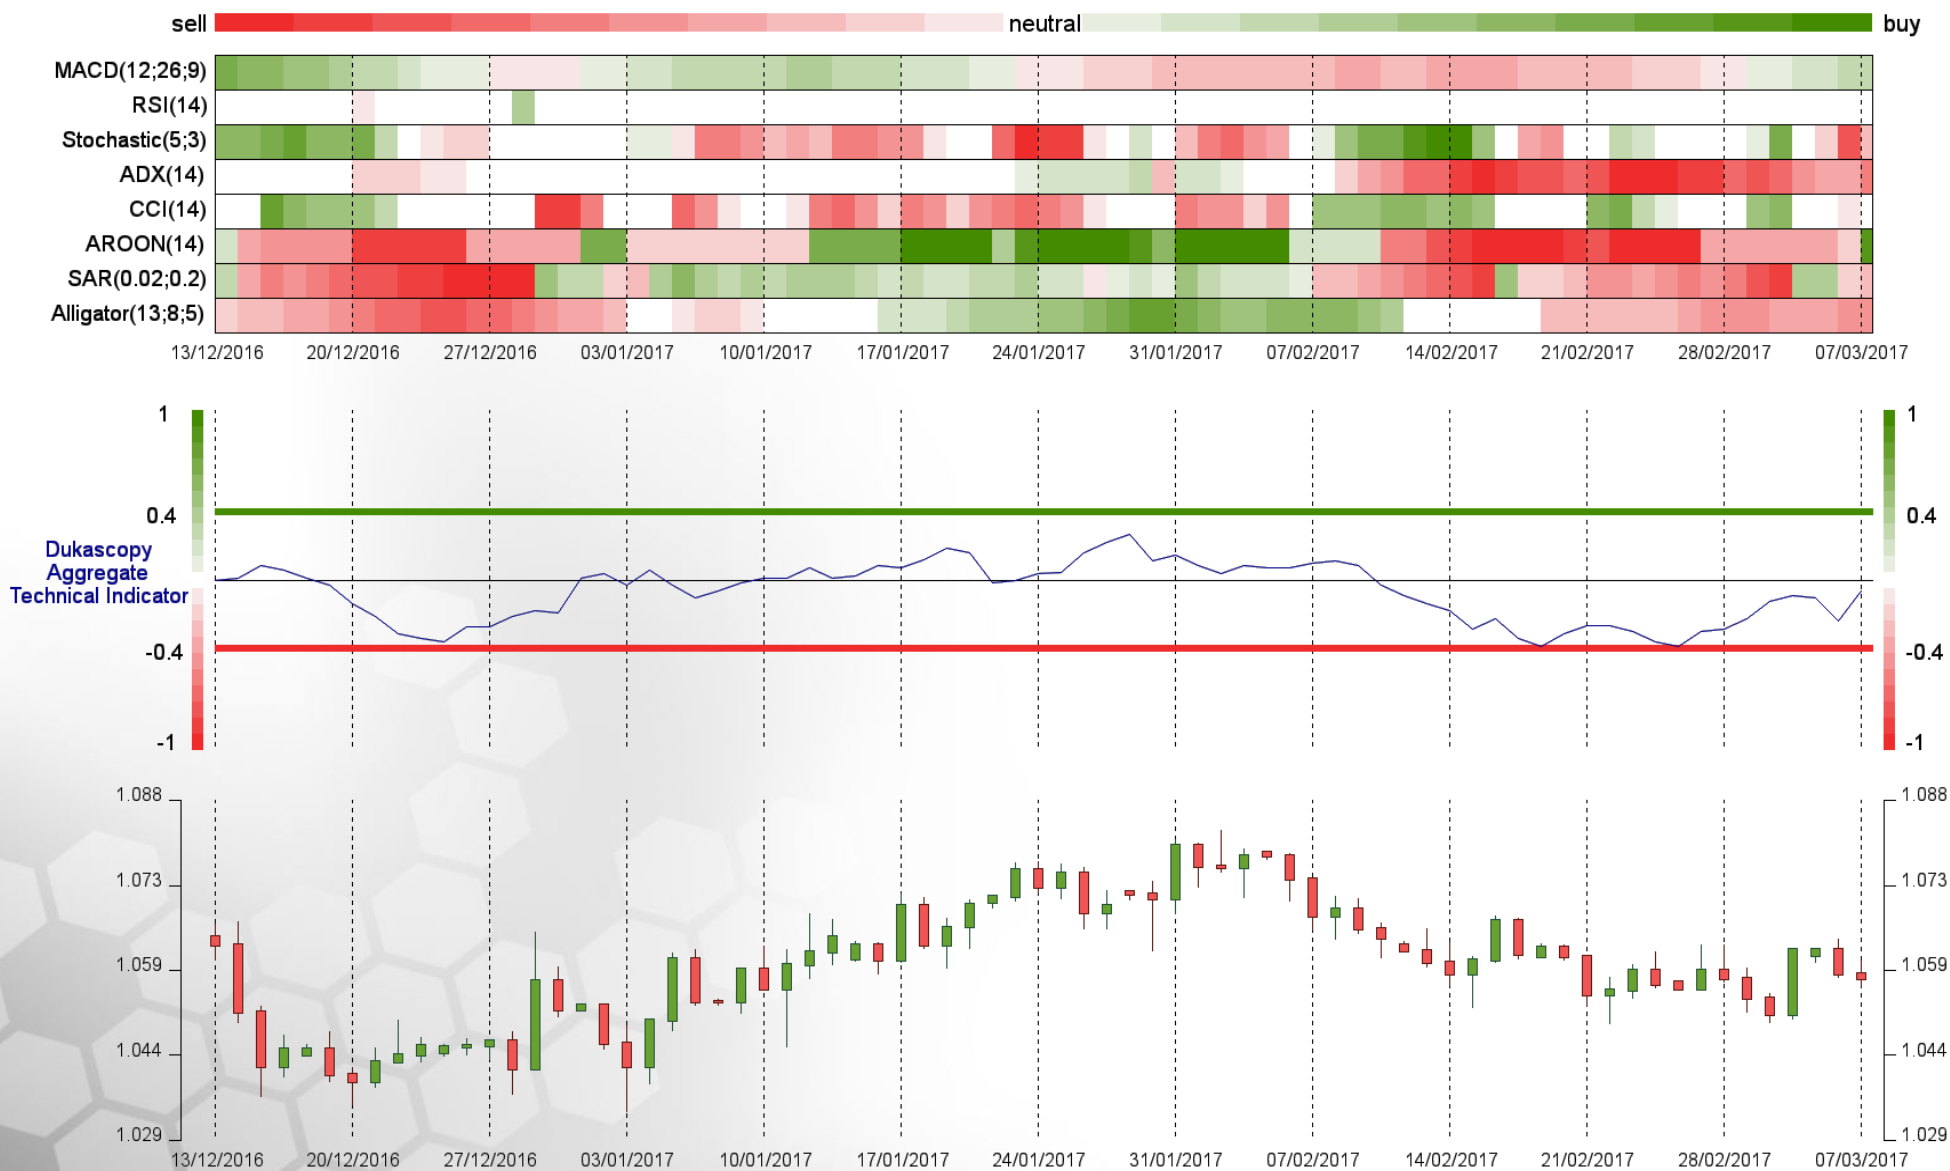 sell neutral buy
MACD(12;26;9)
RSI(14)
Stochastic(5;3)
ADX(14)
CCI(14)
AROON(14)
SAR(0.02;0.2)
Alligator(13;8;5)
13/12/2016 20/12/2016 27/12/2016 03/01/2017 10/01/2017 17/01/2017 24/01/2017 31/01/2017 07/02/2017 14/02/2017 21/02/2017 28/02/2017 07/03/2017
1 1
0.4 0.4
Dukascopy
Aggregate
Technical Indicator
-0.4 -0.4
-1 -1
1.088 1.088
1.073 1.073
1.059 1.059
1.044 1.044
1.029 1.029
13/12/2016 20/12/2016 27/12/2016 03/01/2017 10/01/2017 17/01/2017 24/01/2017 31/01/2017 07/02/2017 14/02/2017 21/02/2017 28/02/2017 07/03/2017